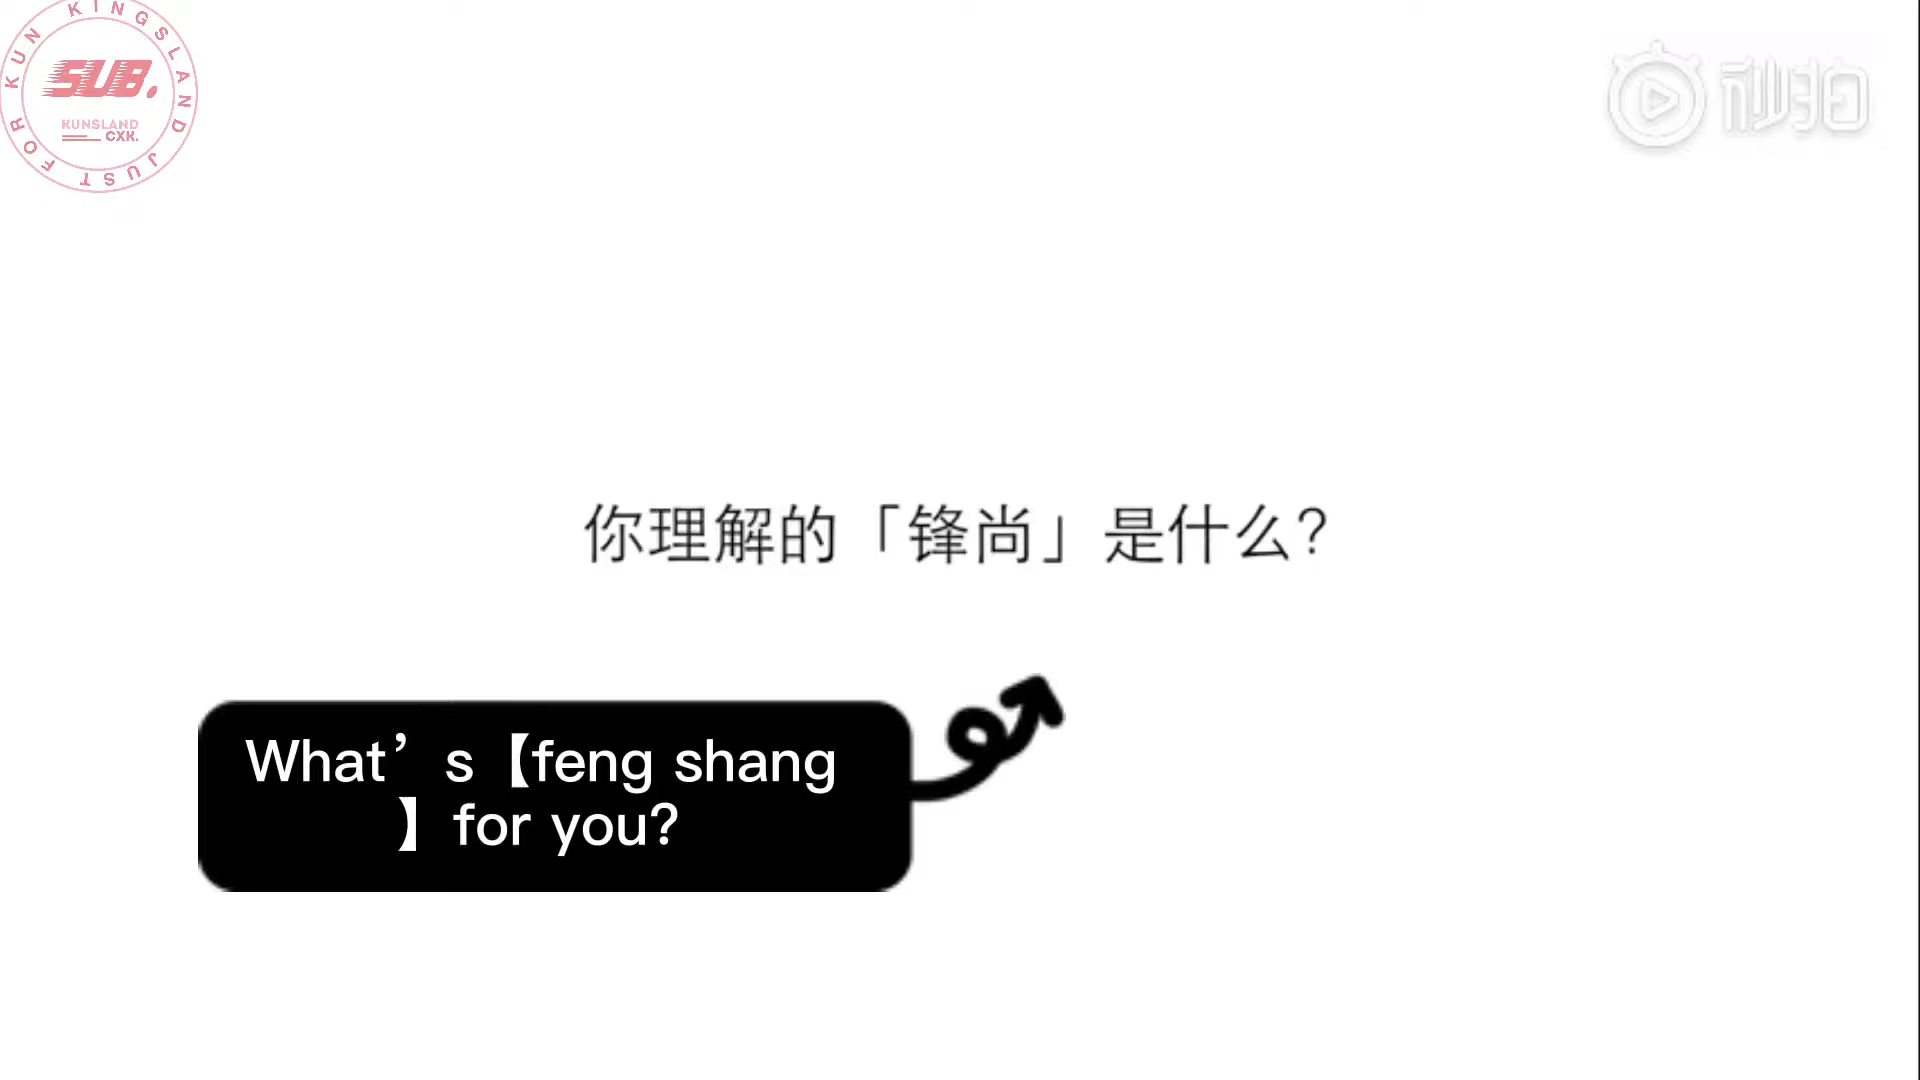 KUN KINGSLAND JUST FOR
SUB.
KUNSLAND
CXK.
秒拍
你理解的「锋尚」是什么?
What’s【feng shang
】for you?